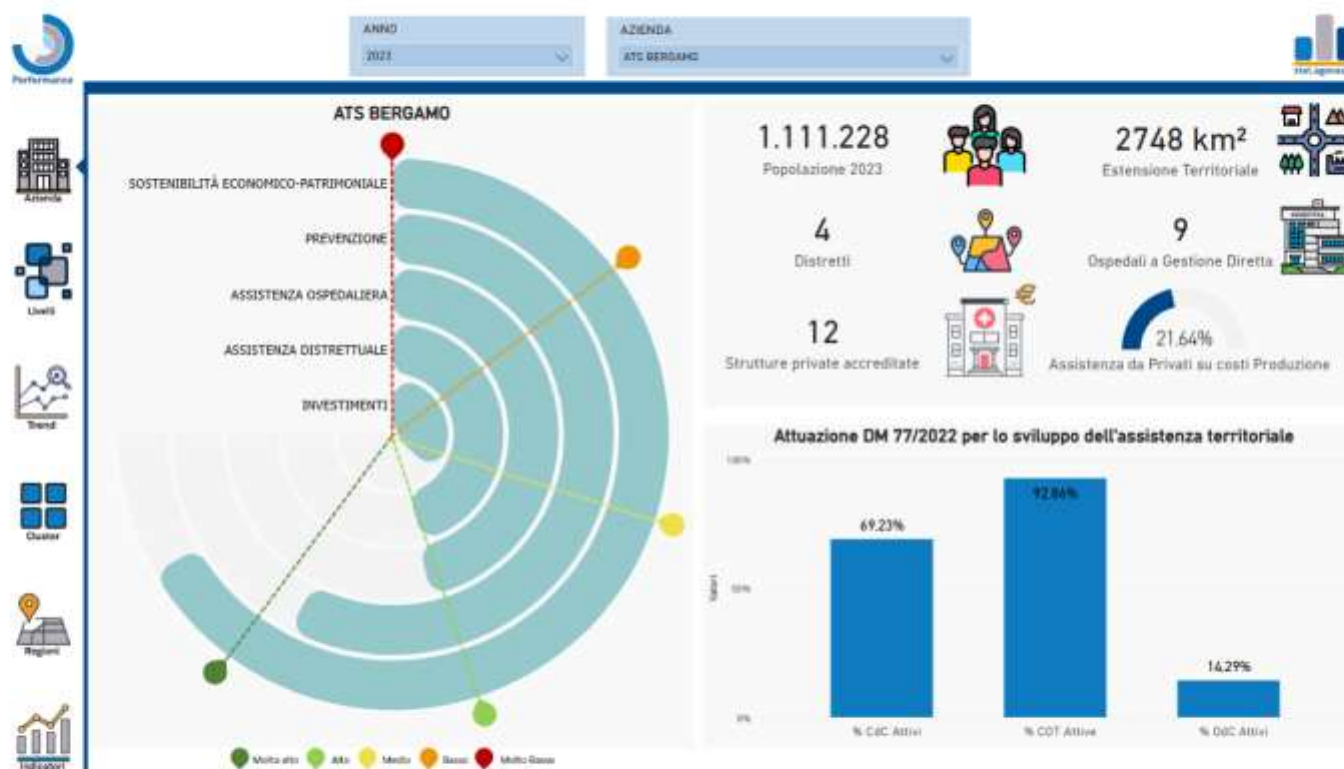 ANNO
2023
AZIENDA
ATS BERGAMO
Performance
Azienda
Livelli
Trend
Cluster
Regioni
Indicatori
ATS BERGAMO
SOSTENIBILITÀ ECONOMICO-PATRIMONIALE
PREVENZIONE
ASSISTENZA OSPEDALIERA
ASSISTENZA DISTRETTUALE
INVESTIMENTI
Molto alto
Alto
Medio
Basso
Molto Basso
1.111.228
Popolazione 2023
2748 km²
Estensione Territoriale
4
Distretti
9
Ospedali a Gestione Diretta
12
Strutture private accreditate
21.64%
Assistenza da Privati su costi Produzione
Attuazione DM 77/2022 per lo sviluppo dell'assistenza territoriale
Valori
100%
50%
0%
69.23%
92.86%
14.29%
% CdC Attivi
% COT Attive
% OdC Attivi